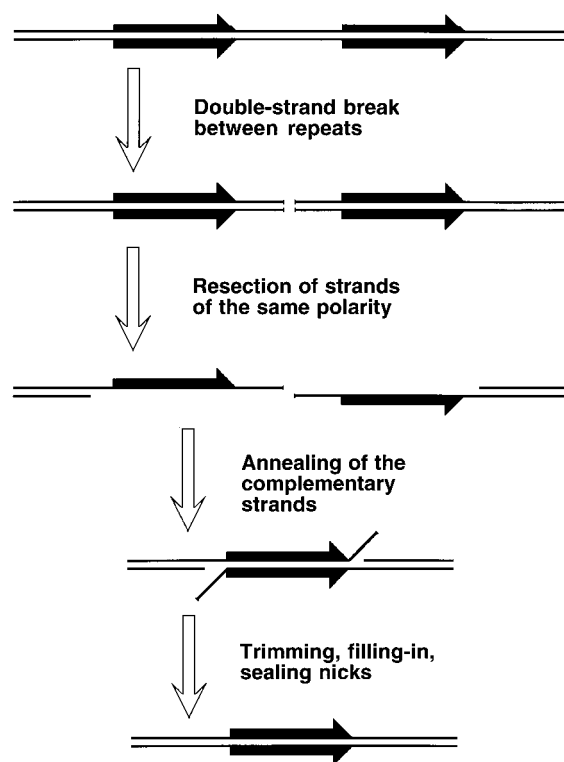 Double-strand break
between repeats
Resection of strands
of the same polarity
Annealing of the
complementary
strands
Trimming, filling-in,
sealing nicks